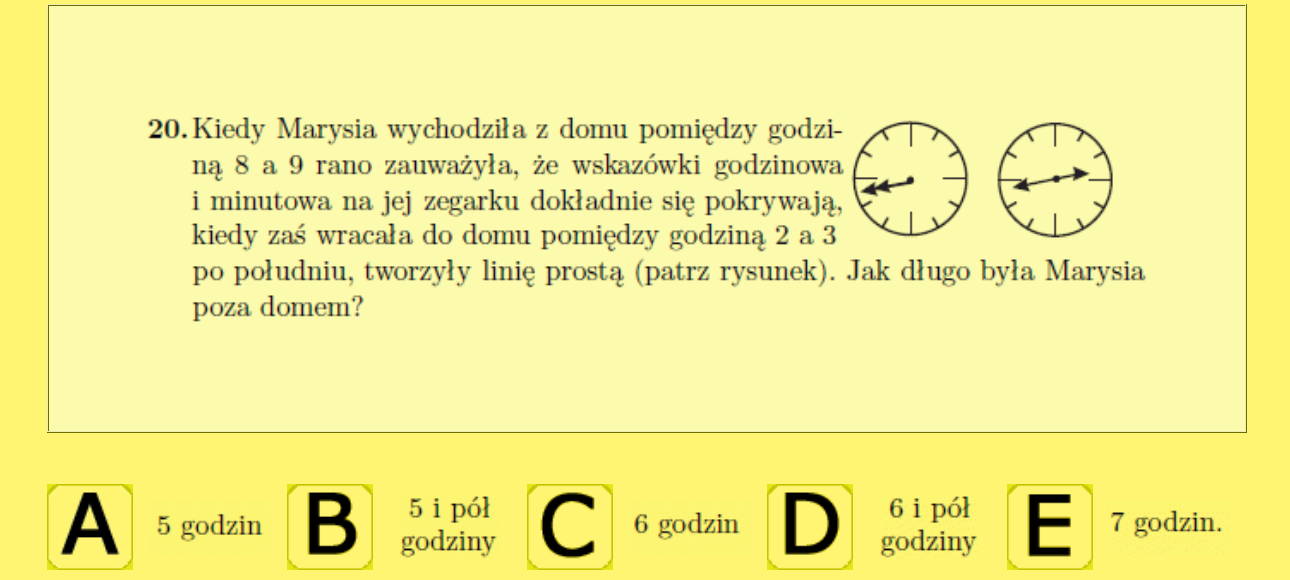 20. Kiedy Marysia wychodziła z domu pomiędzy godzi-
ną 8 a 9 rano zauważyła, że wskazówki godzinowa
i minutowa na jej zegarku dokładnie się pokrywają,
kiedy zaś wracała do domu pomiędzy godziną 2 a 3
po południu, tworzyły linię prostą (patrz rysunek). Jak długo była Marysia
poza domem?
A 5 godzin
B 5 i pół
godziny
C 6 godzin
D 6 i pół
godziny
E 7 godzin.